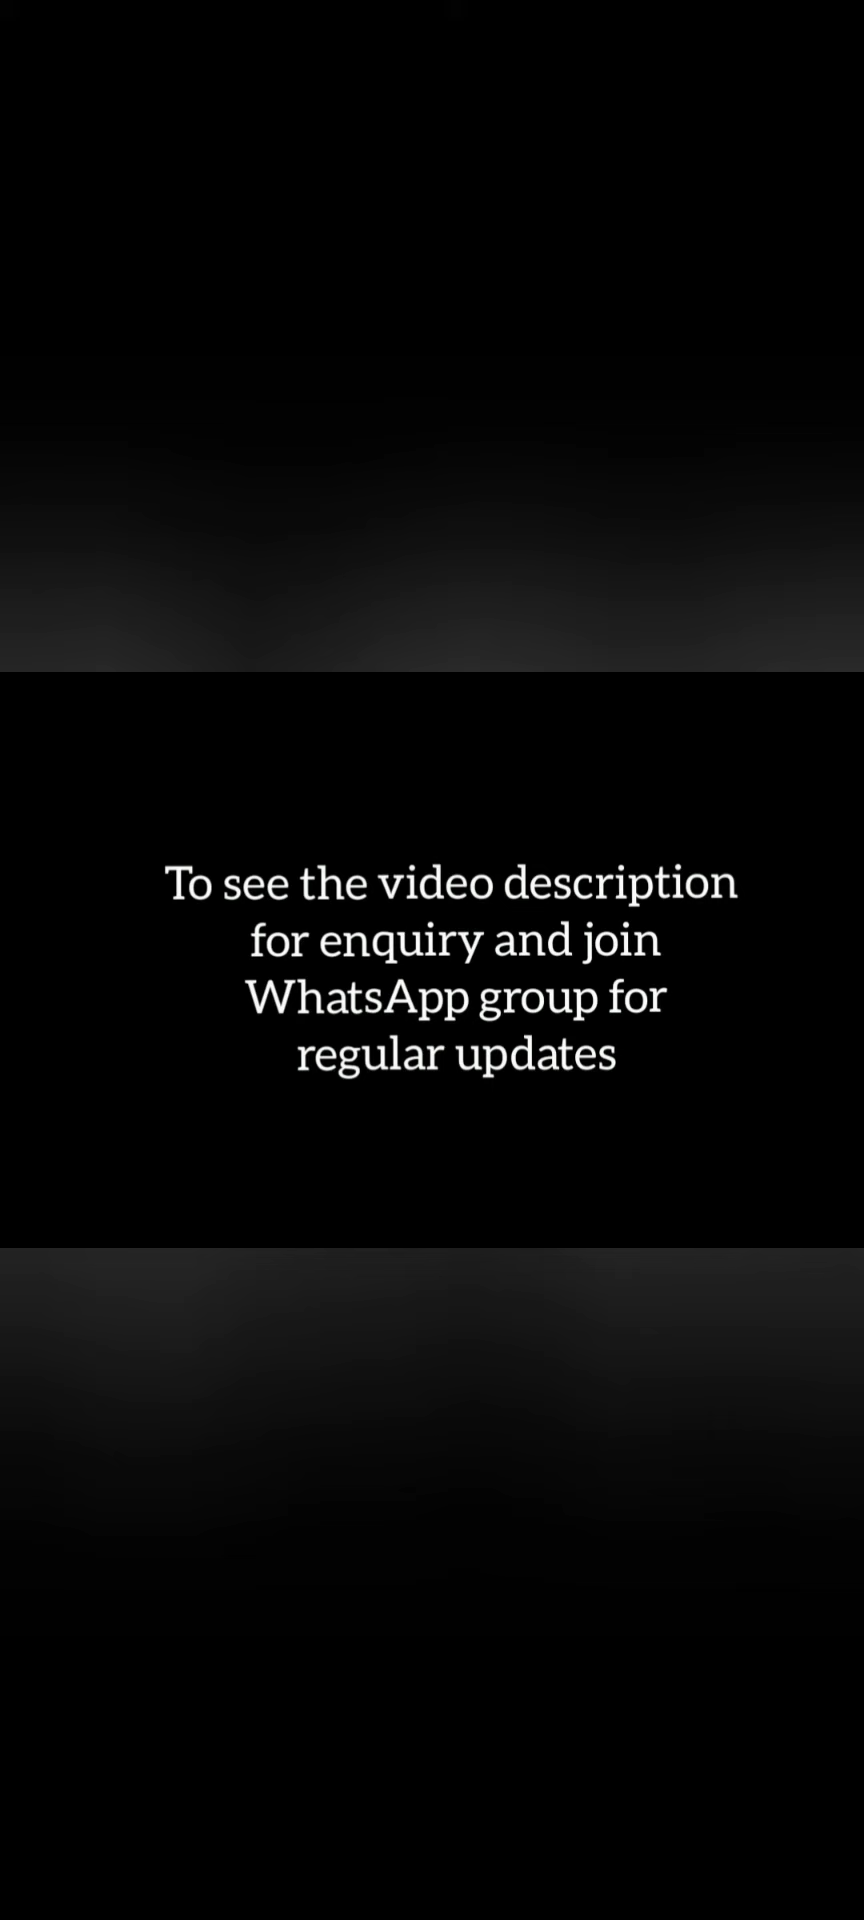 To see the video description
for enquiry and join
WhatsApp group for
regular updates